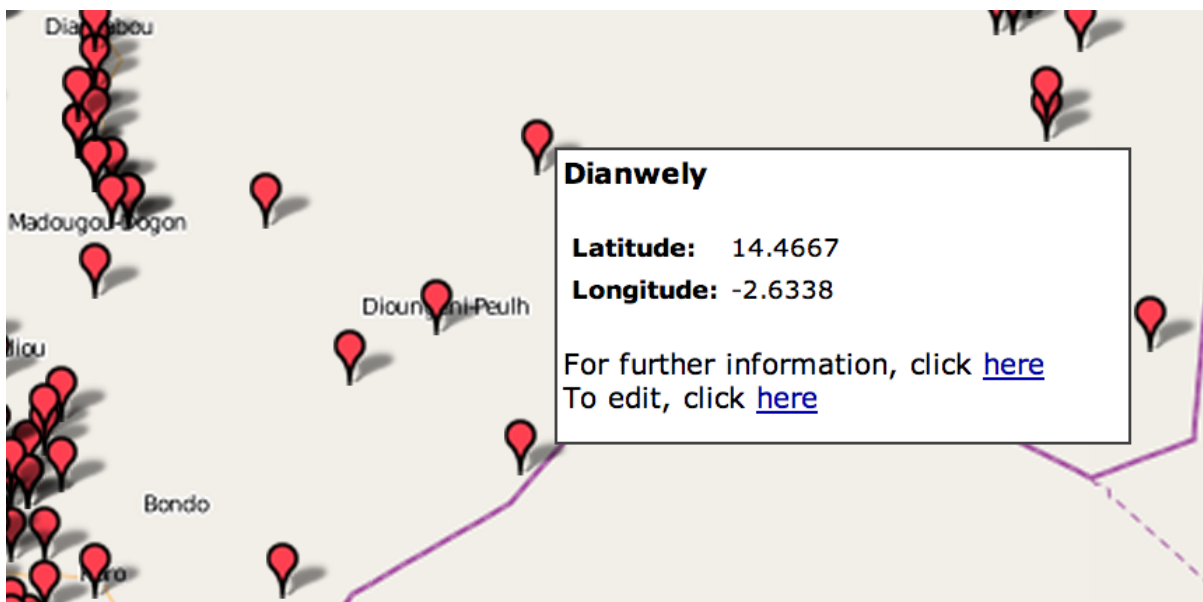 Madougou-Dogon
Dianwely
Latitude: 14.4667
Longitude: -2.6338
For further information, click here
To edit, click here
Bondo